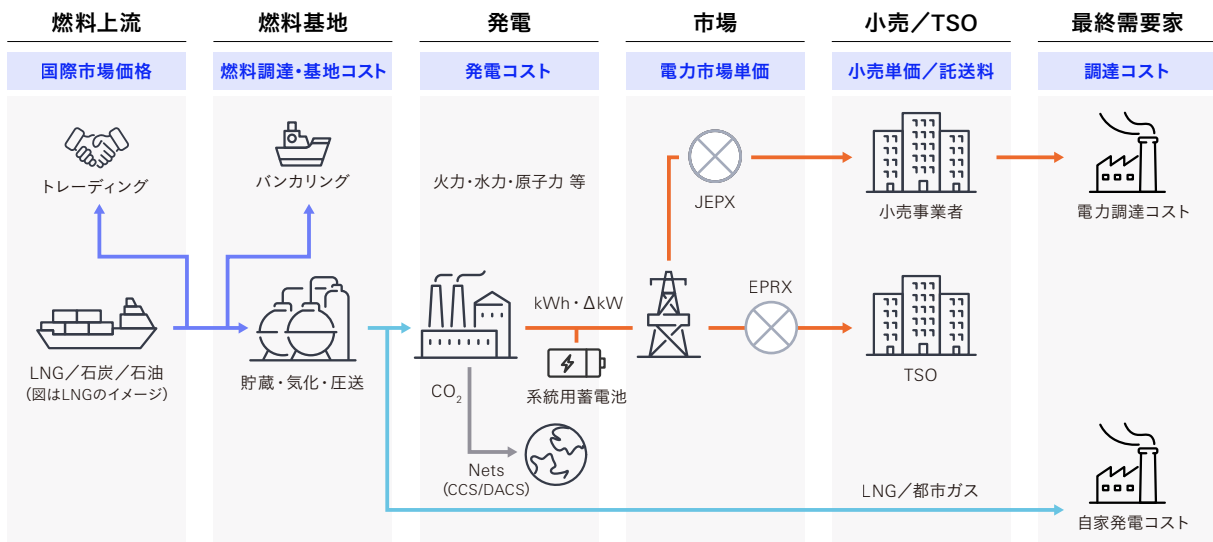 燃料上流
燃料基地
発電
市場
小売／TSO
最終需要家
国際市場価格
燃料調達・基地コスト
発電コスト
電力市場単価
小売単価／託送料
調達コスト
トレーディング
バンカリング
火力・水力・原子力 等
JEPX
小売事業者
電力調達コスト
LNG／石炭／石油
（図はLNGのイメージ）
貯蔵・気化・圧送
kWh・ΔkW
系統用蓄電池
CO₂
Nets
（CCS/DACS）
EPRX
TSO
LNG／都市ガス
自家発電コスト